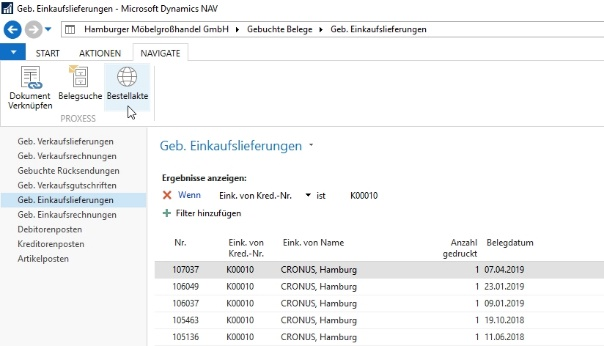 Geb. Einkaufslieferungen - Microsoft Dynamics NAV
Hamburger Möbelgroßhandel GmbH Gebuchte Belege Geb. Einkaufslieferungen
START AKTIONEN NAVIGATE
Dokument Verknüpfen
Belegsuche
Bestellakte
PROXESS
Geb. Verkaufslieferungen
Geb. Verkaufsrechnungen
Gebuchte Rücksendungen
Geb. Verkaufsgutschriften
Geb. Einkaufslieferungen
Geb. Einkaufsrechnungen
Debitorenposten
Kreditorenposten
Artikelposten
Geb. Einkaufslieferungen
Ergebnisse anzeigen:
Wenn Eink. von Kred.-Nr. ist K00010
Filter hinzufügen
Nr. Eink. von Kred.-Nr. Eink. von Name Anzahl gedruckt Belegdatum
107037 K00010 CRONUS, Hamburg 1 07.04.2019
106049 K00010 CRONUS, Hamburg 1 23.01.2019
106037 K00010 CRONUS, Hamburg 1 09.01.2019
105463 K00010 CRONUS, Hamburg 1 19.10.2018
105136 K00010 CRONUS, Hamburg 1 11.06.2018